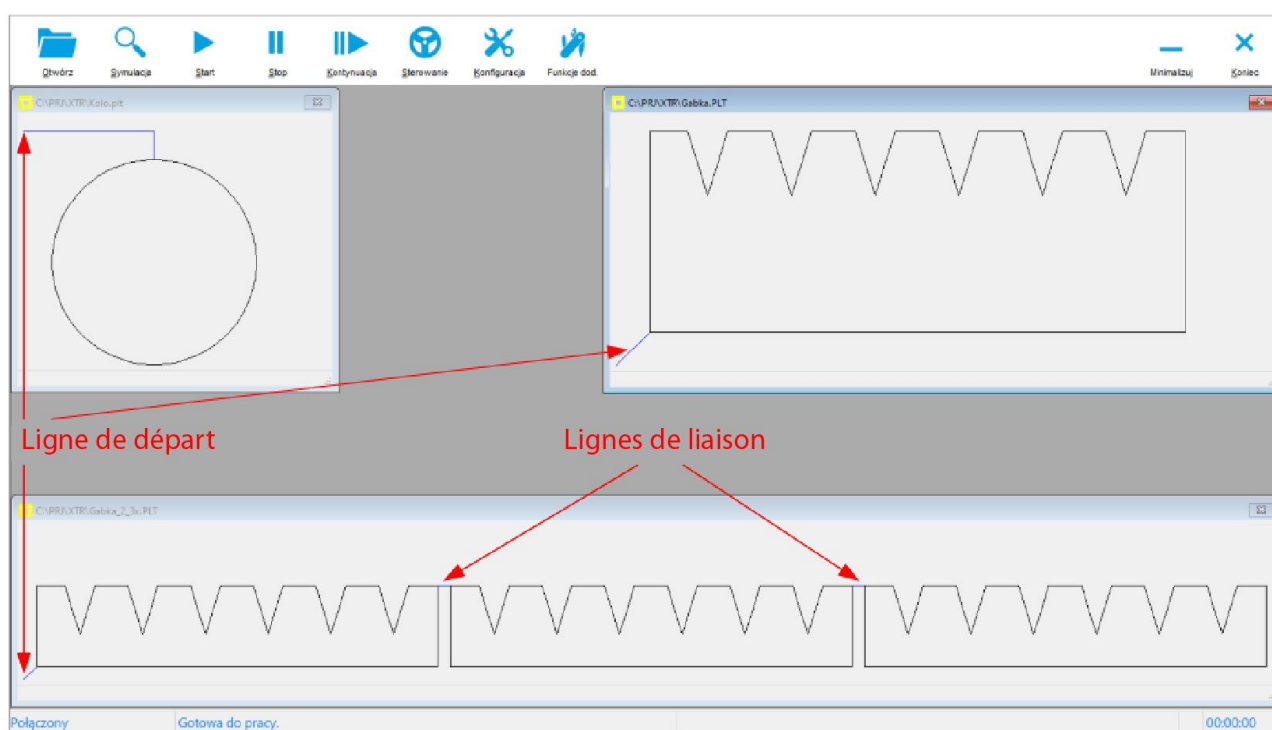 Otwórz
Symulacja
Start
Stop
Kontynuacja
Sterowanie
Konfiguracja
Funkcje dod.
Minimalizuj
Koniec
C:\PRJ\XTR\Kolo.plt
C:\PRJ\XTR\Gabka.PLT
Ligne de départ
Lignes de liaison
C:\PRJ\XTR\Gabka_2_3x.PLT
Połączony
Gotowa do pracy.
00:00:00